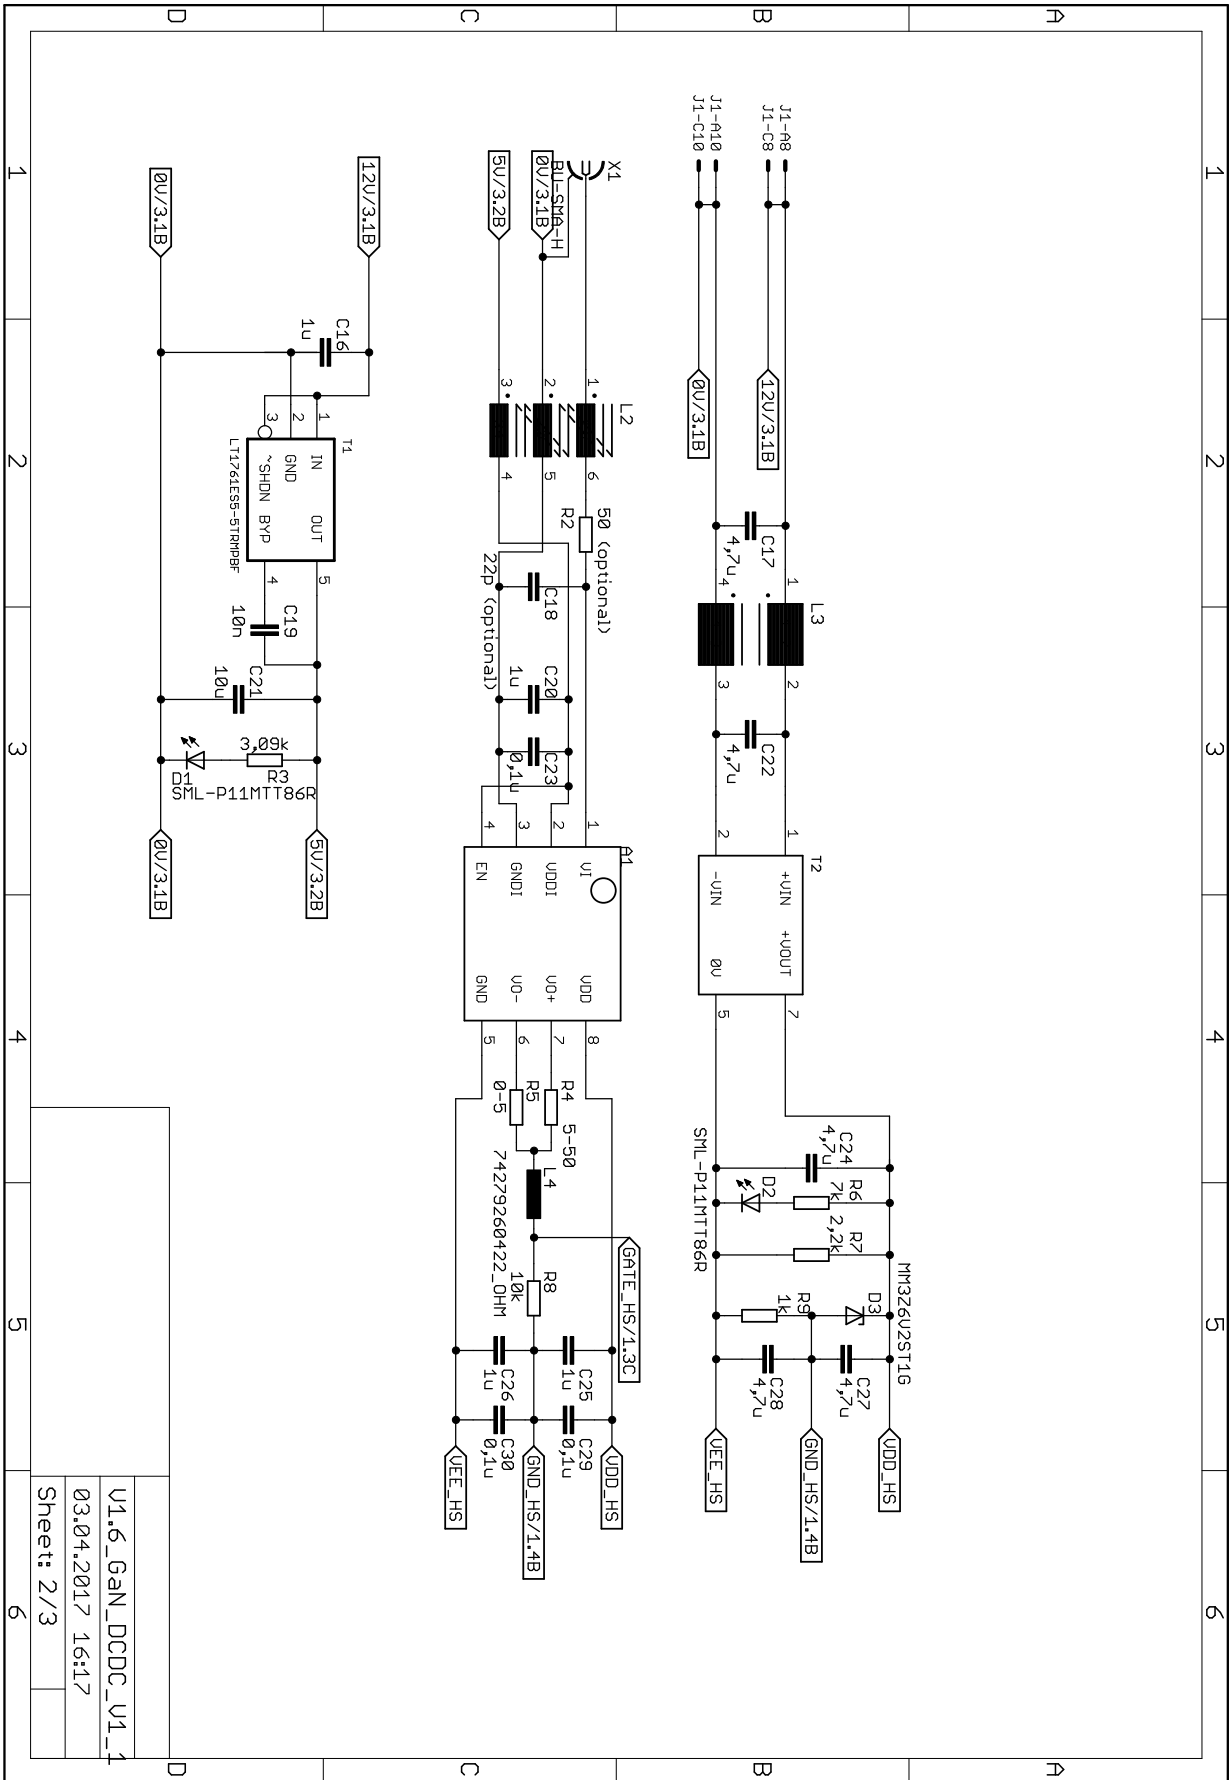 1
2
3
4
5
6
A
A
B
B
C
C
D
D
1
2
3
4
5
6
J1-A8
J1-C8
J1-A10
J1-C10
12V/3.1B
0V/3.1B
C17
4,7u
L3
1
2
4
3
C22
4,7u
T2
1
2
+VIN
-VIN
+VOUT
0V
7
5
C24
4,7u
R6
7k
D2
SML-P11MTT86R
R7
2,2k
MM3Z6V2ST1G
D3
R9
1k
C27
4,7u
C28
4,7u
VDD_HS
GND_HS/1.4B
VEE_HS
X1
BU-SMA-H
0V/3.1B
5V/3.2B
L2
1
2
3
6
5
4
50 (optional)
R2
C18
22p (optional)
C20
1u
C23
0,1u
A1
1
2
3
4
VI
VDDI
GNDI
EN
VDD
VO+
VO-
GND
8
7
6
5
R4
5-50
R5
0-5
L4
74279260422_OHM
GATE_HS/1.3C
R8
10k
C25
1u
C26
1u
C29
0,1u
C30
0,1u
VDD_HS
GND_HS/1.4B
VEE_HS
12V/3.1B
0V/3.1B
C16
1u
T1
1
2
3
IN
GND
~SHDN
OUT
BYP
LT1761ES5-5TRMPBF
5
4
C19
10n
C21
10u
3,09k
R3
D1
SML-P11MTT86R
5V/3.2B
0V/3.1B
V1.6_GaN_DCDC_V1_1
03.04.2017 16:17
Sheet: 2/3